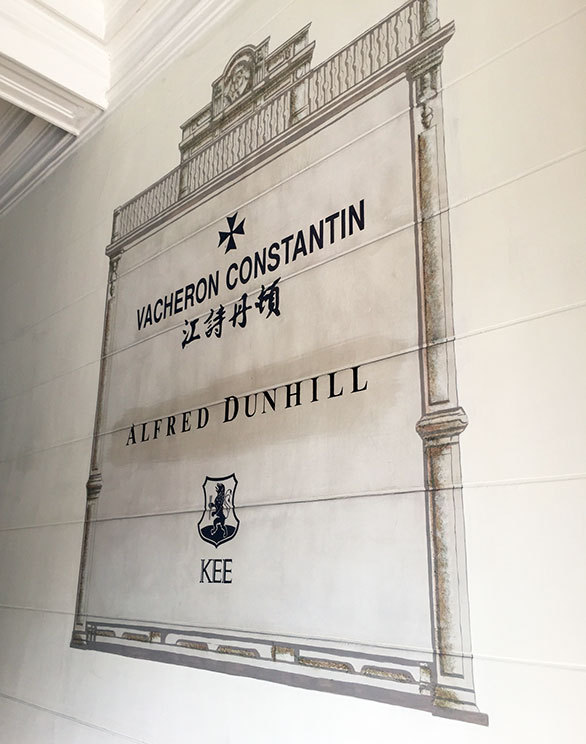 VACHERON CONSTANTIN
江詩丹頓
ALFRED DUNHILL
KEE